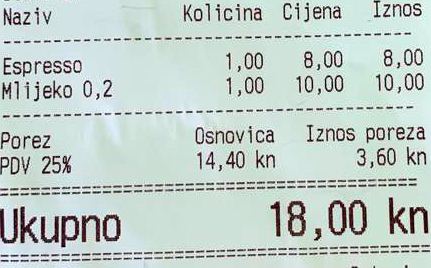 Naziv Kolicina Cijena Iznos
Espresso 1,00 8,00 8,00
Mlijeko 0,2 1,00 10,00 10,00
Porez Osnovica Iznos poreza
PDV 25% 14,40 kn 3,60 kn
Ukupno 18,00 kn